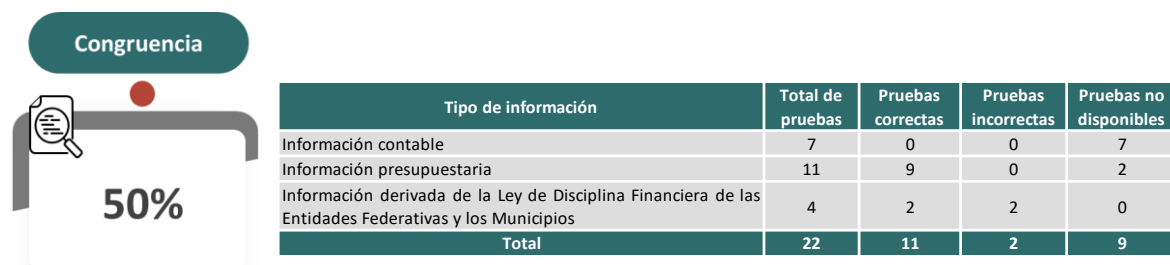 Congruencia
50%
Tipo de información Total de pruebas Pruebas correctas Pruebas incorrectas Pruebas no disponibles
Información contable 7 0 0 7
Información presupuestaria 11 9 0 2
Información derivada de la Ley de Disciplina Financiera de las
Entidades Federativas y los Municipios 4 2 2 0
Total 22 11 2 9